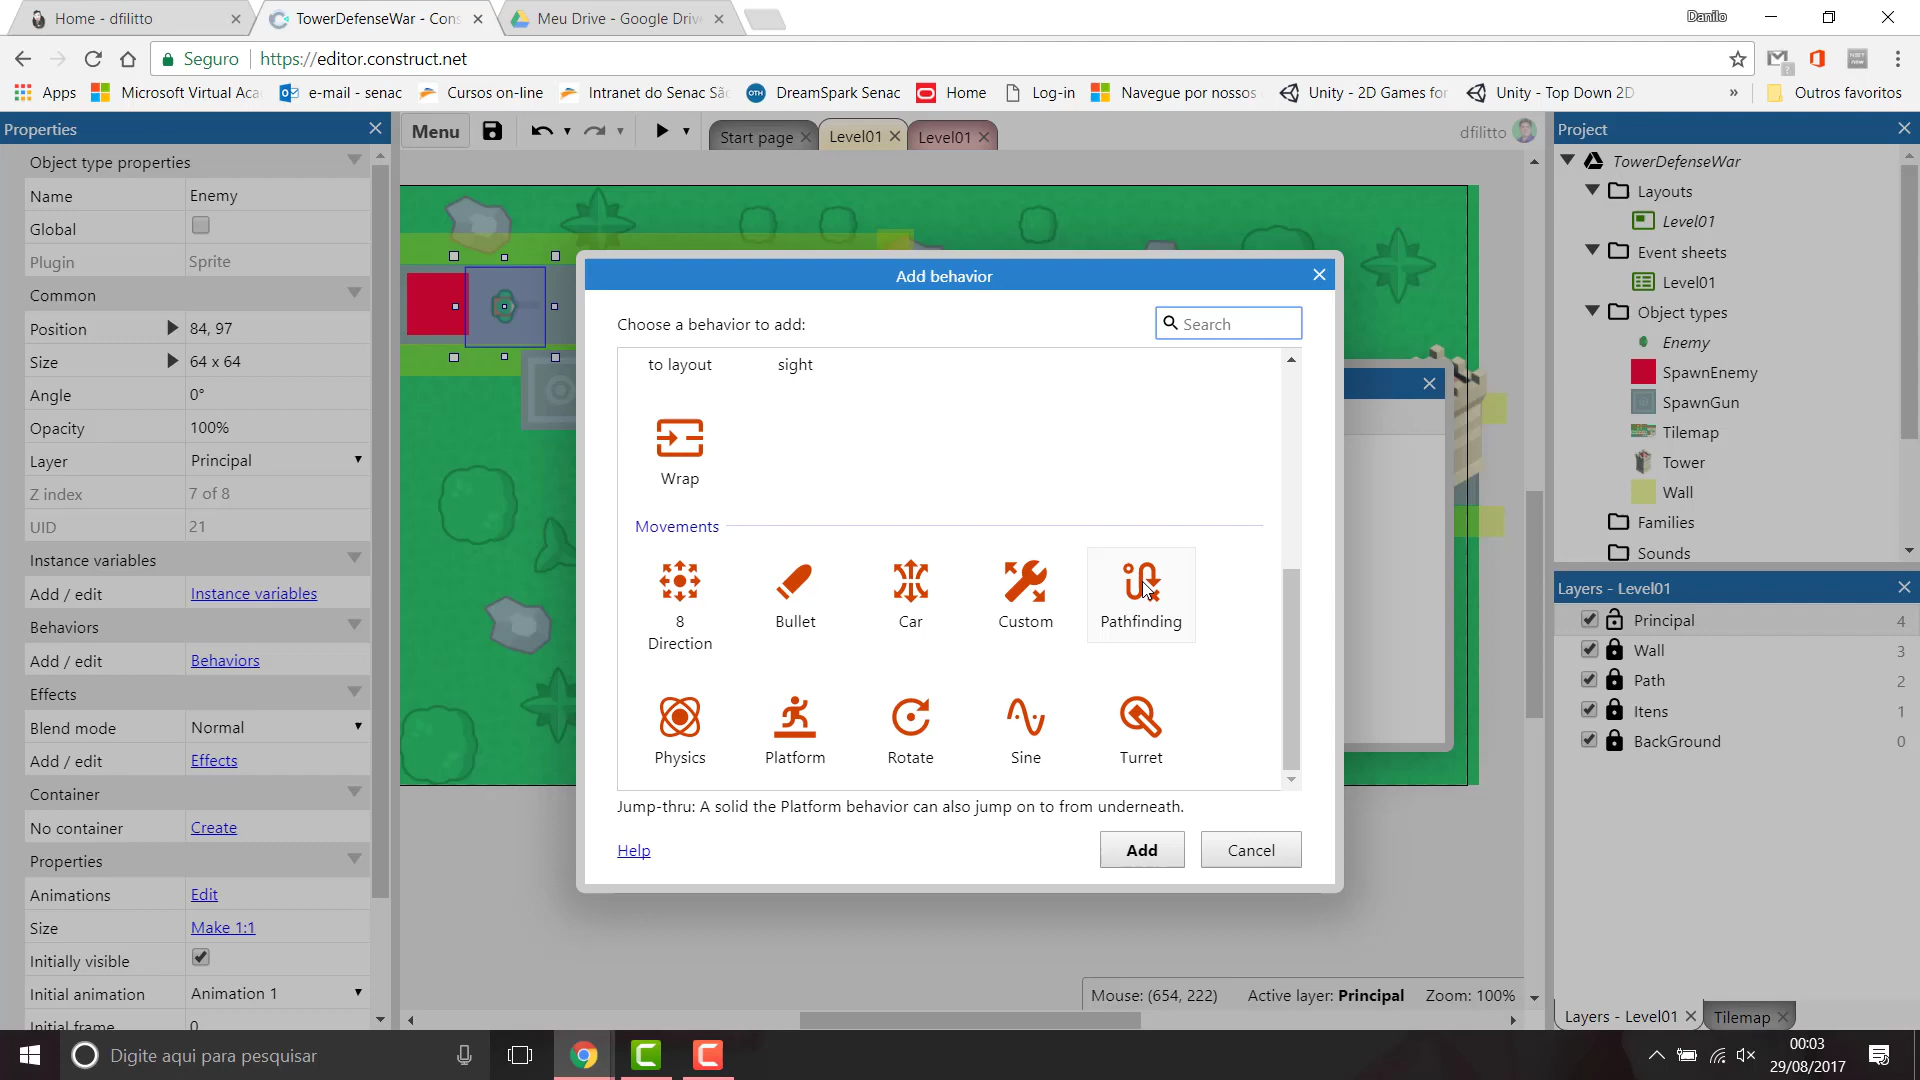 Home - dfilitto
TowerDefenseWar - Cons
Meu Drive - Google Driv
Danilo
Seguro
https://editor.construct.net
Apps
Microsoft Virtual Aca
e-mail - senac
Cursos on-line
Intranet do Senac Sã
DreamSpark Senac
Home
Log-in
Navegue por nossos
Unity - 2D Games for
Unity - Top Down 2D
»
Outros favoritos
Properties
Menu
Start page
Level01
Level01
dfilitto
Project
Object type properties
Name
Enemy
Global
Plugin
Sprite
Common
Position
84, 97
Size
64 x 64
Angle
0°
Opacity
100%
Layer
Principal
Z index
7 of 8
UID
21
Instance variables
Add / edit
Instance variables
Behaviors
Add / edit
Behaviors
Effects
Blend mode
Normal
Add / edit
Effects
Container
No container
Create
Properties
Animations
Edit
Size
Make 1:1
Initially visible
Initial animation
Animation 1
Initial frame
0
Add behavior
Choose a behavior to add:
Search
to layout
sight
Wrap
Movements
8
Direction
Bullet
Car
Custom
Pathfinding
Physics
Platform
Rotate
Sine
Turret
Jump-thru: A solid the Platform behavior can also jump on to from underneath.
Help
Add
Cancel
Mouse: (654, 222)
Active layer: Principal
Zoom: 100%
TowerDefenseWar
Layouts
Level01
Event sheets
Level01
Object types
Enemy
SpawnEnemy
SpawnGun
Tilemap
Tower
Wall
Families
Sounds
Layers - Level01
Principal
4
Wall
3
Path
2
Itens
1
BackGround
0
Layers - Level01
Tilemap
Digite aqui para pesquisar
00:03
29/08/2017